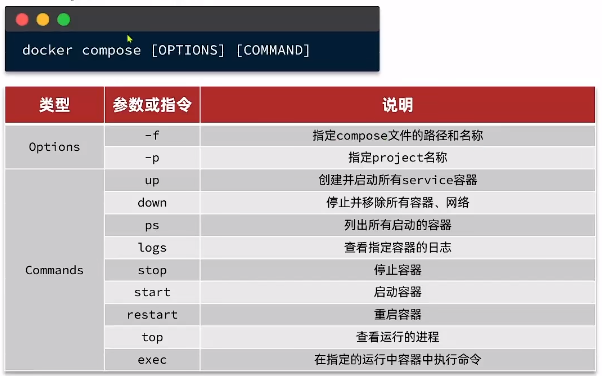 docker compose [OPTIONS] [COMMAND]
类型 参数或指令 说明
Options -f 指定compose文件的路径和名称
-p 指定project名称
Commands up 创建并启动所有service容器
down 停止并移除所有容器、网络
ps 列出所有启动的容器
logs 查看指定容器的日志
stop 停止容器
start 启动容器
restart 重启容器
top 查看运行的进程
exec 在指定的运行中容器中执行命令